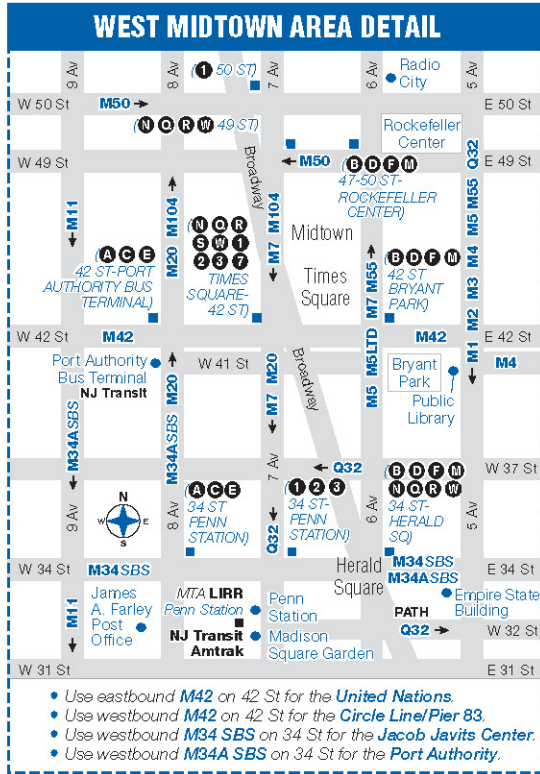 WEST MIDTOWN AREA DETAIL
9 Av
8 Av
(1 50 ST)
7 Av
6 Av
Radio
City
5 Av
W 50 St
M50
E 50 St
(N Q R W 49 ST)
Rockefeller
Center
W 49 St
Broadway
M50
(B D F M
47-50 ST-
ROCKEFELLER
CENTER)
E 49 St
M11
M20 M104
M7 M104
M5 M7 M55
M1 M2 M3 M4 M5 M55 Q32
(A C E
42 ST-PORT
AUTHORITY BUS
TERMINAL)
(N Q R
S W 1
2 3 7
TIMES
SQUARE-
42 ST)
Midtown
Times
Square
(B D F M
42 ST
BRYANT
PARK)
W 42 St
M42
M42
E 42 St
Port Authority
Bus Terminal
NJ Transit
W 41 St
Broadway
M5LTD
Bryant
Park
Public
Library
M4
M34ASBS
M34ASBS M20
M7 M20
9 Av
8 Av
7 Av
6 Av
5 Av
Q32
W 37 St
N
W E
S
(A C E
34 ST
PENN
STATION)
Q32
(1 2 3
34 ST-
PENN
STATION)
(B D F M
N Q R W
34 ST-
HERALD
SQ)
W 34 St
M34SBS
Herald
Square
M34SBS
M34ASBS
E 34 St
M11
James
A. Farley
Post
Office
MTA LIRR
Penn Station
NJ Transit
Amtrak
Penn
Station
Madison
Square Garden
PATH
Q32
Empire State
Building
W 32 St
W 31 St
E 31 St
• Use eastbound M42 on 42 St for the United Nations.
• Use westbound M42 on 42 St for the Circle Line/Pier 83.
• Use westbound M34 SBS on 34 St for the Jacob Javits Center.
• Use westbound M34A SBS on 34 St for the Port Authority.